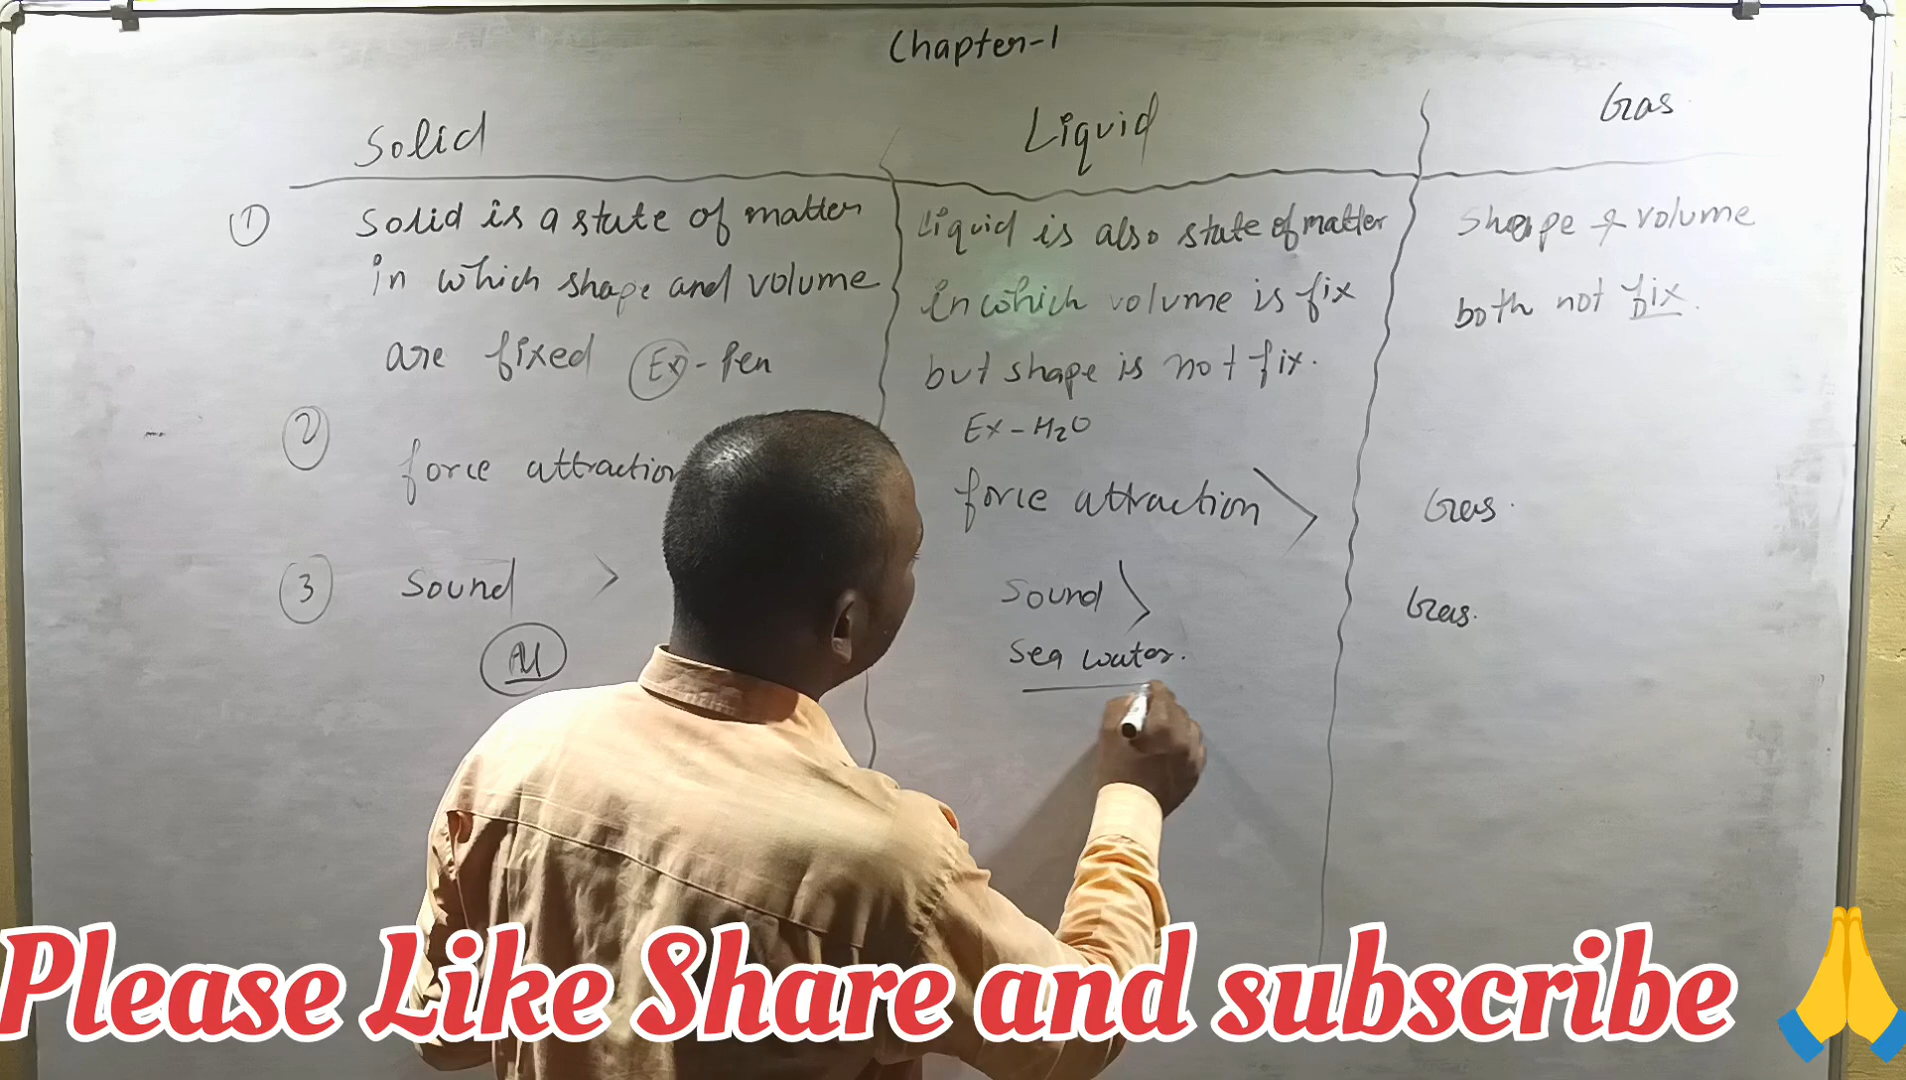 Chapter-1
Solid
Liquid
Gas
① Solid is a state of matter
in which shape and volume
are fixed Ex - Pen
Liquid is also state of matter
in which volume is fix
but shape is not fix.
Ex - H2O
Shape & volume
both not fix.
② force attraction
force attraction >
Gas.
③ Sound >
Sound >
Sea water.
Gas.
Please Like Share and subscribe 🙏